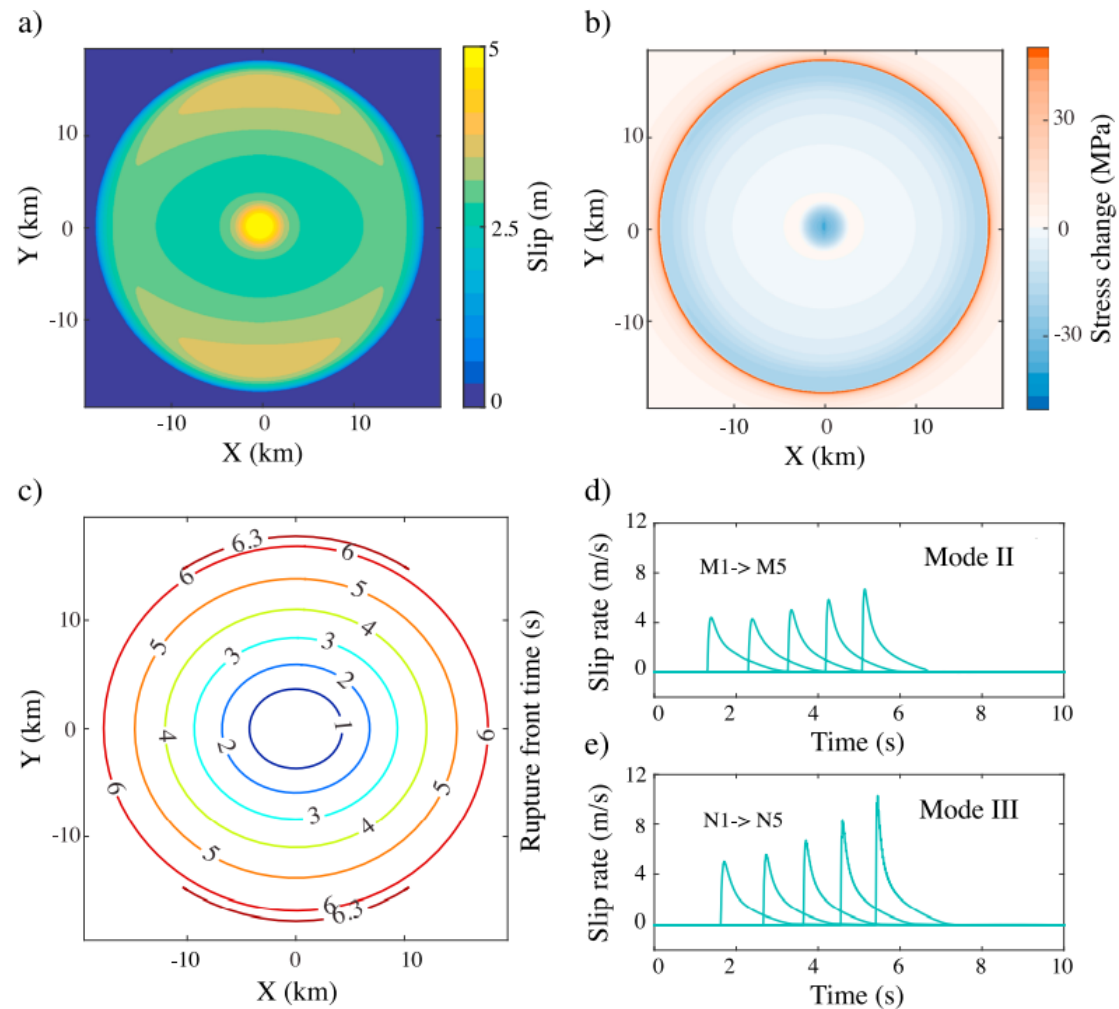 a)
10
0
-10
Y (km)
-10
0
10
X (km)
5
2.5
0
Slip (m)
b)
10
0
-10
Y (km)
-10
0
10
X (km)
30
-30
Stress change (MPa)
c)
10
0
-10
Y (km)
-10
0
10
X (km)
6.3
6
6
5
5
4
3
3
2
1
4
2
6
5
6
3
4
5
6
6.3
Rupture front time (s)
d)
12
8
4
0
Slip rate (m/s)
M1-> M5
Mode II
0
2
4
6
8
10
Time (s)
e)
12
8
4
0
Slip rate (m/s)
N1-> N5
Mode III
0
2
4
6
8
10
Time (s)